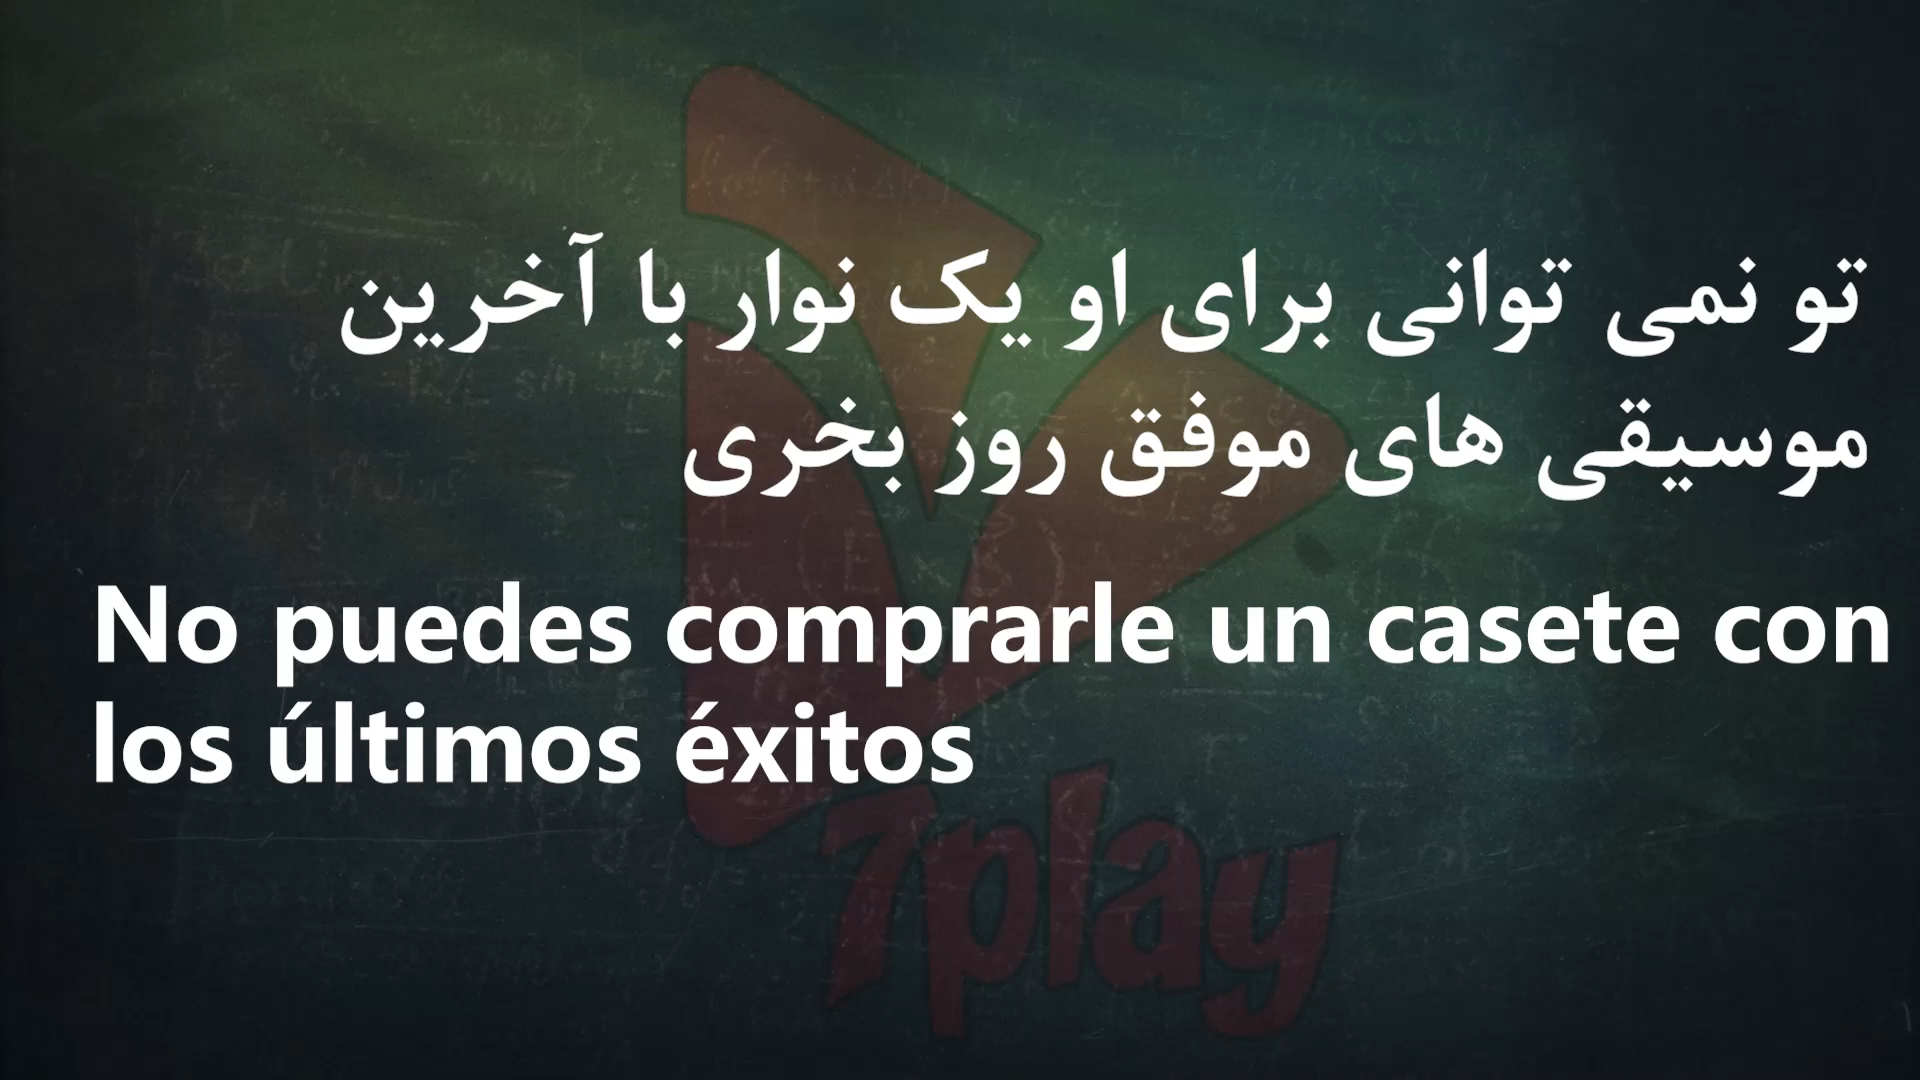 تو نمی توانی برای او یک نوار با آخرین
موسیقی های موفق روز بخری
No puedes comprarle un casete con
los últimos éxitos
7play